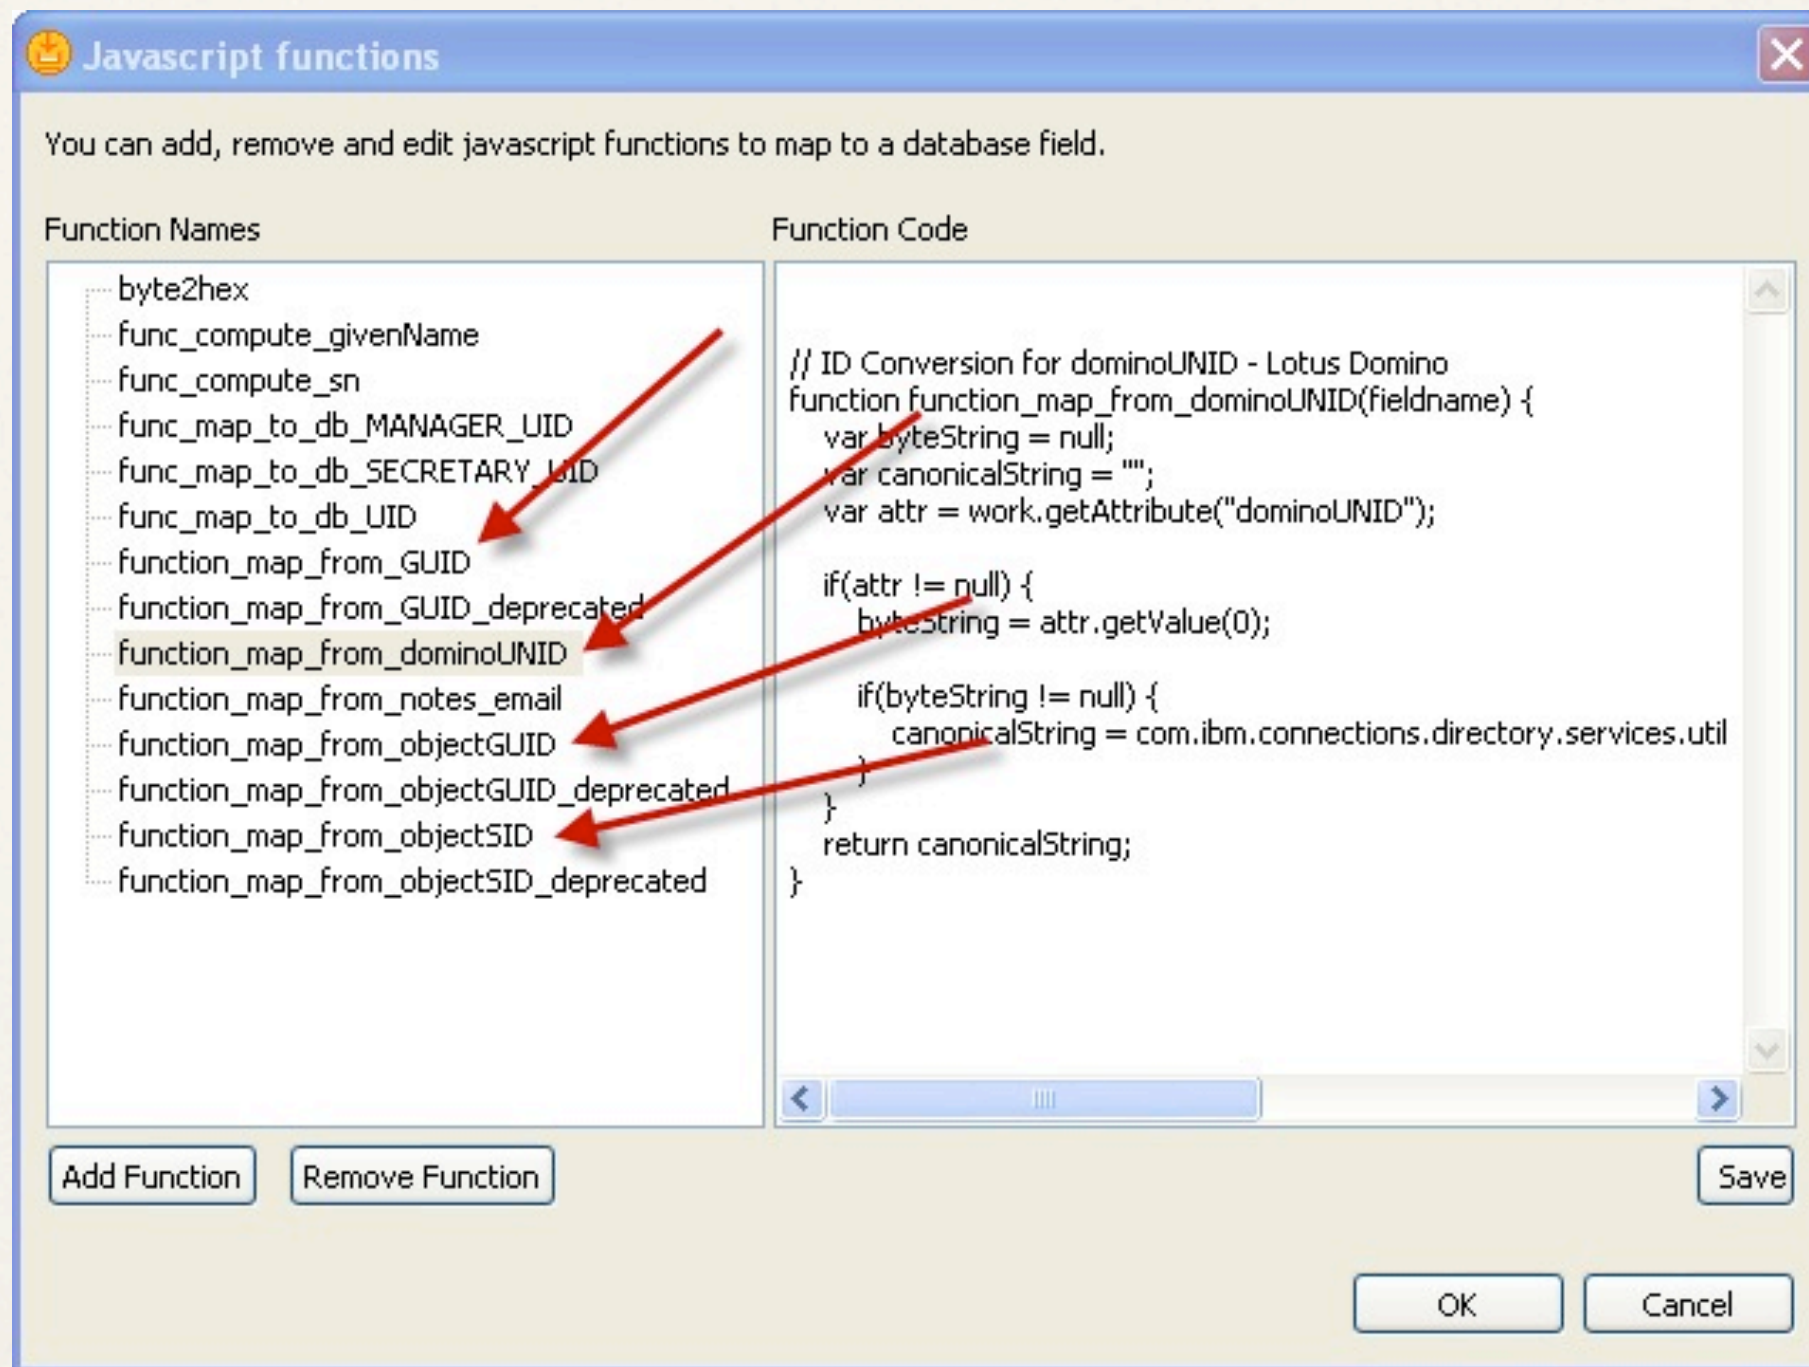 Javascript functions
You can add, remove and edit javascript functions to map to a database field.
Function Names
byte2hex
func_compute_givenName
func_compute_sn
func_map_to_db_MANAGER_UID
func_map_to_db_SECRETARY_UID
func_map_to_db_UID
function_map_from_GUID
function_map_from_GUID_deprecated
function_map_from_dominoUNID
function_map_from_notes_email
function_map_from_objectGUID
function_map_from_objectGUID_deprecated
function_map_from_objectSID
function_map_from_objectSID_deprecated
Function Code
// ID Conversion for dominoUNID - Lotus Domino
function function_map_from_dominoUNID(fieldname) {
var byteString = null;
var canonicalString = "";
var attr = work.getAttribute("dominoUNID");
if(attr != null) {
byteString = attr.getValue(0);
if(byteString != null) {
canonicalString = com.ibm.connections.directory.services.util
}
}
return canonicalString;
}
Add Function
Remove Function
Save
OK
Cancel